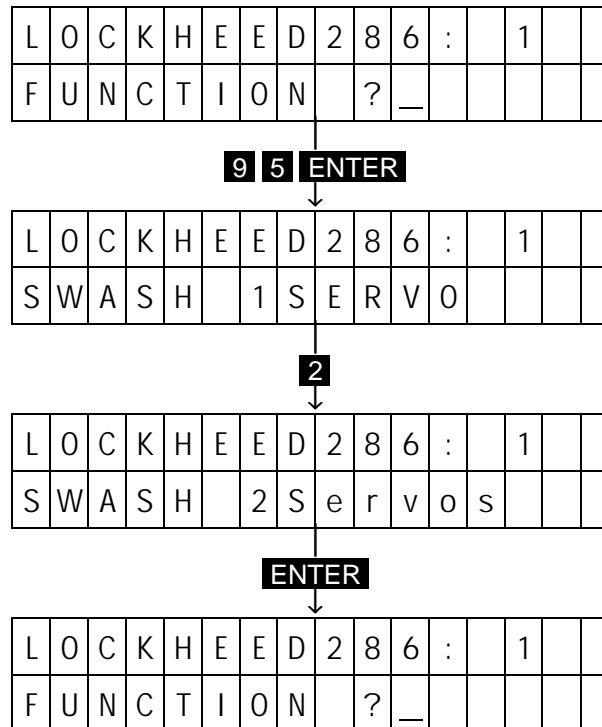 LOCKHEED286: 1
FUNCTION ?_
9 5 ENTER
LOCKHEED286: 1
SWASH 1SERVO
2
LOCKHEED286: 1
SWASH 2Servos
ENTER
LOCKHEED286: 1
FUNCTION ?_